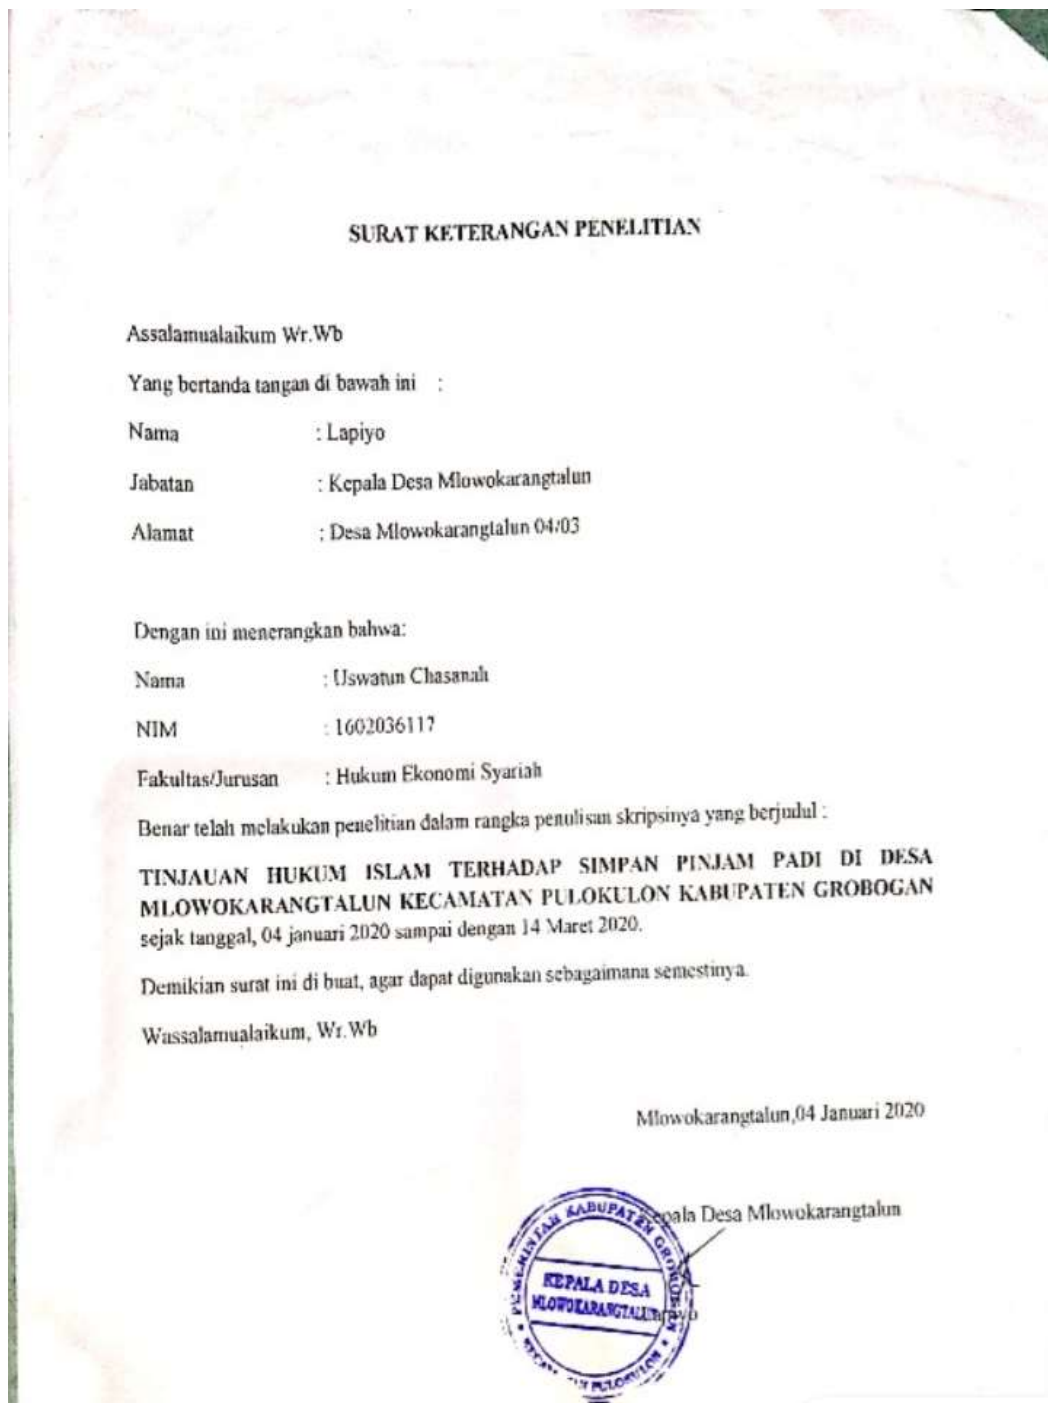 SURAT KETERANGAN PENELITIAN
Assalamualaikum Wr.Wb
Yang bertanda tangan di bawah ini :
Nama : Lapiyo
Jabatan : Kepala Desa Mlowokarangtalun
Alamat : Desa Mlowokarangtalun 04/03
Dengan ini menerangkan bahwa:
Nama : Uswatun Chasanah
NIM : 1602036117
Fakultas/Jurusan : Hukum Ekonomi Syariah
Benar telah melakukan penelitian dalam rangka penulisan skripsinya yang berjudul :
TINJAUAN HUKUM ISLAM TERHADAP SIMPAN PINJAM PADI DI DESA
MLOWOKARANGTALUN KECAMATAN PULOKULON KABUPATEN GROBOGAN
sejak tanggal, 04 januari 2020 sampai dengan 14 Maret 2020.
Demikian surat ini di buat, agar dapat digunakan sebagaimana semestinya.
Wassalamualaikum, Wr.Wb
Mlowokarangtalun,04 Januari 2020
Desa Mlowokarangtalun
PEMERINTAH KABUPATEN GROBOGAN
KEPALA DESA
MLOWOKARANGTALUN
PULOKULON